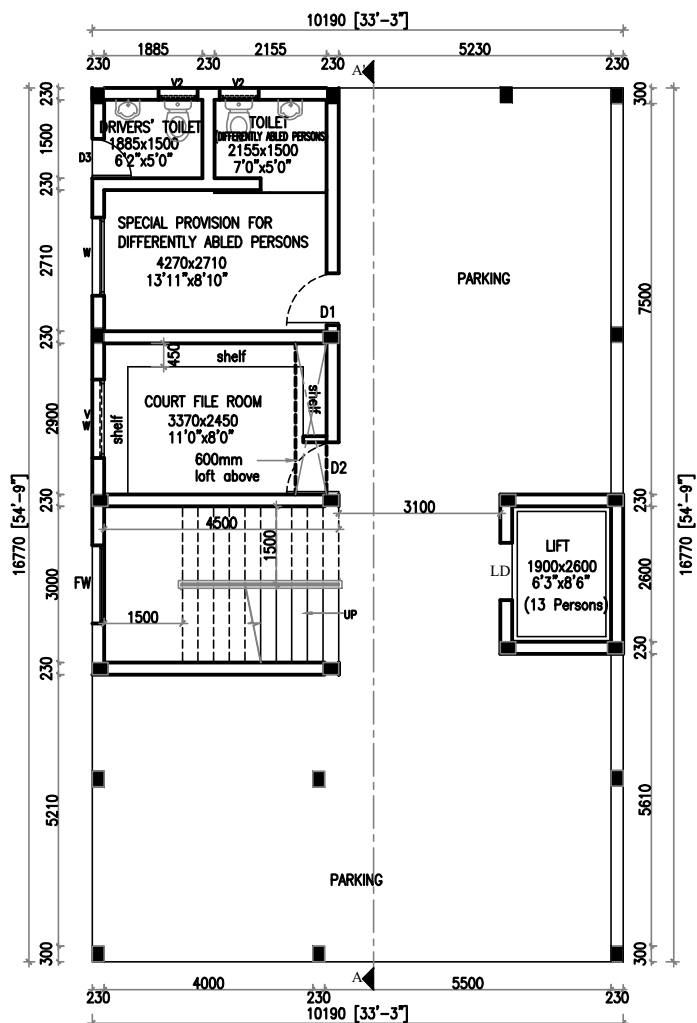 10190 [33'-3"]
1885
2155
5230
230
230
230
230
A'
V2
V2
230
1500
230
2710
230
2900
230
3000
230
5210
300
16770 [54'-9"]
DRIVERS' TOILET
1885x1500
6'2"x5'0"
TOILET
(DIFFERENTLY ABLED PERSONS)
2155x1500
7'0"x5'0"
D3
SPECIAL PROVISION FOR
DIFFERENTLY ABLED PERSONS
4270x2710
13'11"x8'10"
W
D1
PARKING
450
shelf
shelf
shelf
COURT FILE ROOM
3370x2450
11'0"x8'0"
600mm
loft above
V
W
D2
3100
4500
1500
FW
1500
UP
LD
LIFT
1900x2600
6'3"x8'6"
(13 Persons)
300
7500
230
2600
230
5610
300
16770 [54'-9"]
PARKING
A
230
4000
230
5500
230
10190 [33'-3"]